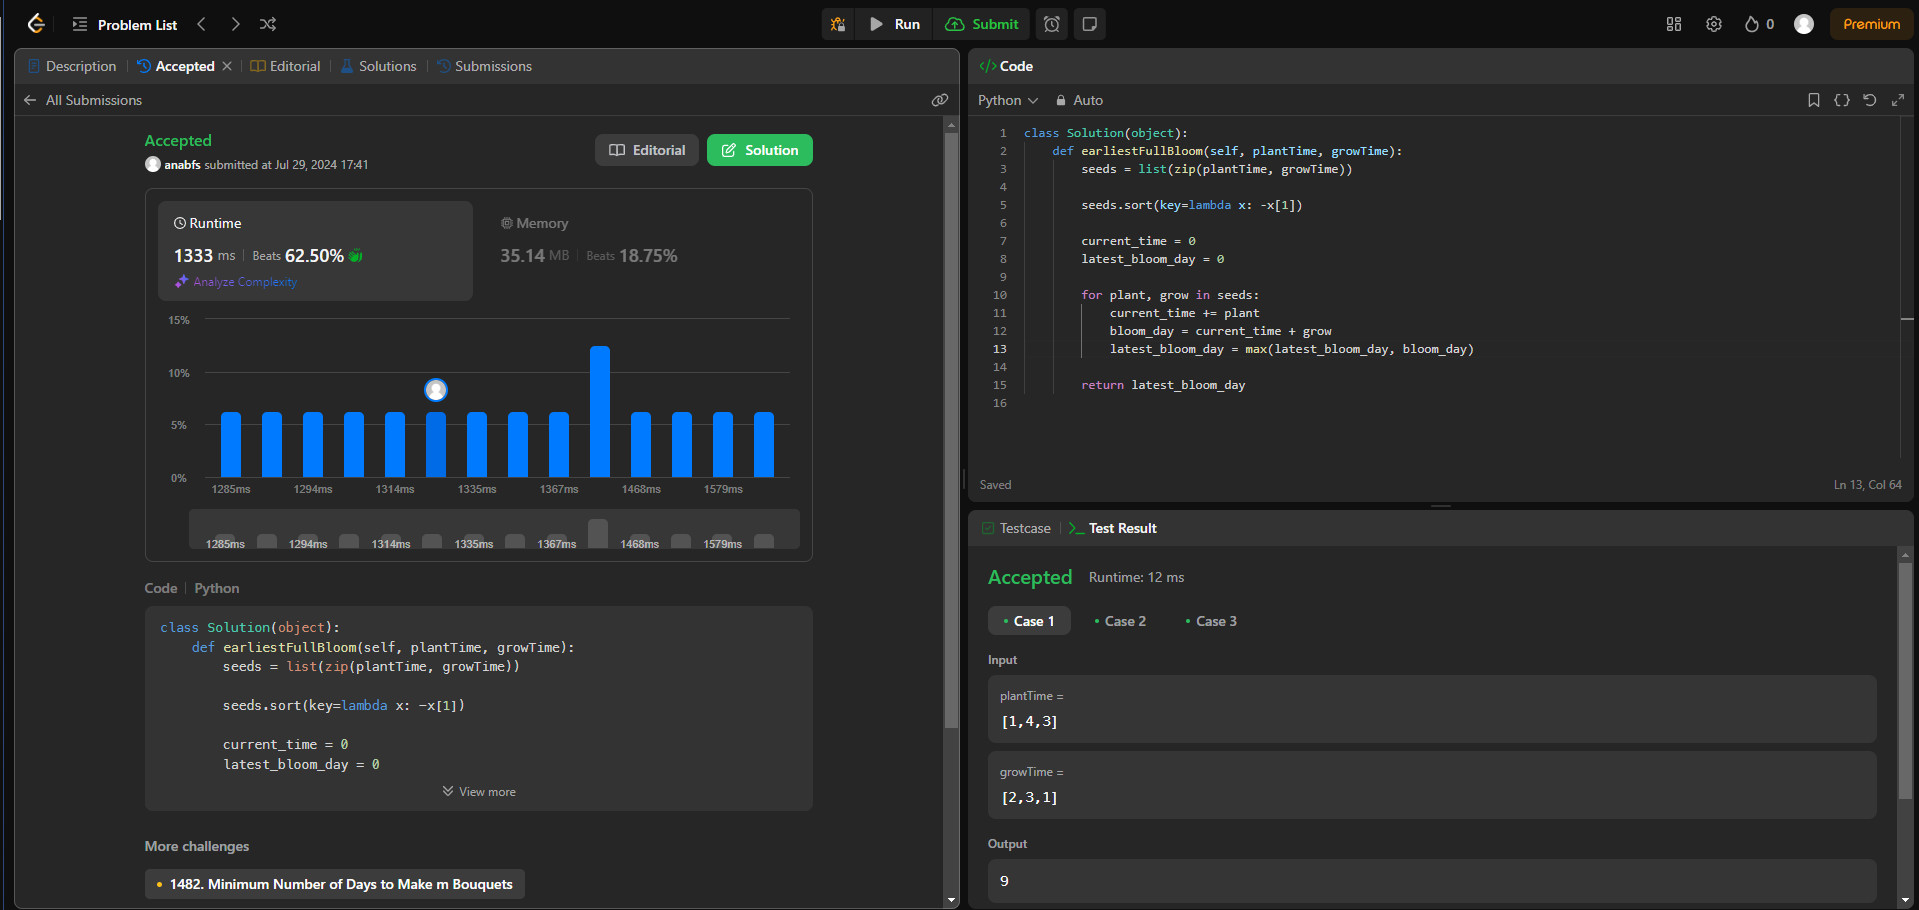 Problem List
Run
Submit
0
Premium
Description
Accepted
Editorial
Solutions
Submissions
All Submissions
Accepted
anabfs submitted at Jul 29, 2024 17:41
Editorial
Solution
Runtime
1333 ms
Beats 62.50%
Analyze Complexity
Memory
35.14 MB
Beats 18.75%
15%
10%
5%
0%
1285ms 1294ms 1314ms 1335ms 1367ms 1468ms 1579ms
1285ms 1294ms 1314ms 1335ms 1367ms 1468ms 1579ms
Code
Python
class Solution(object):
    def earliestFullBloom(self, plantTime, growTime):
        seeds = list(zip(plantTime, growTime))
        seeds.sort(key=lambda x: -x[1])
        current_time = 0
        latest_bloom_day = 0
View more
More challenges
1482. Minimum Number of Days to Make m Bouquets
</> Code
Python
Auto
1 class Solution(object):
2     def earliestFullBloom(self, plantTime, growTime):
3         seeds = list(zip(plantTime, growTime))
4
5         seeds.sort(key=lambda x: -x[1])
6
7         current_time = 0
8         latest_bloom_day = 0
9
10         for plant, grow in seeds:
11             current_time += plant
12             bloom_day = current_time + grow
13             latest_bloom_day = max(latest_bloom_day, bloom_day)
14
15         return latest_bloom_day
16
Saved
Ln 13, Col 64
Testcase
Test Result
Accepted
Runtime: 12 ms
Case 1
Case 2
Case 3
Input
plantTime =
[1,4,3]
growTime =
[2,3,1]
Output
9